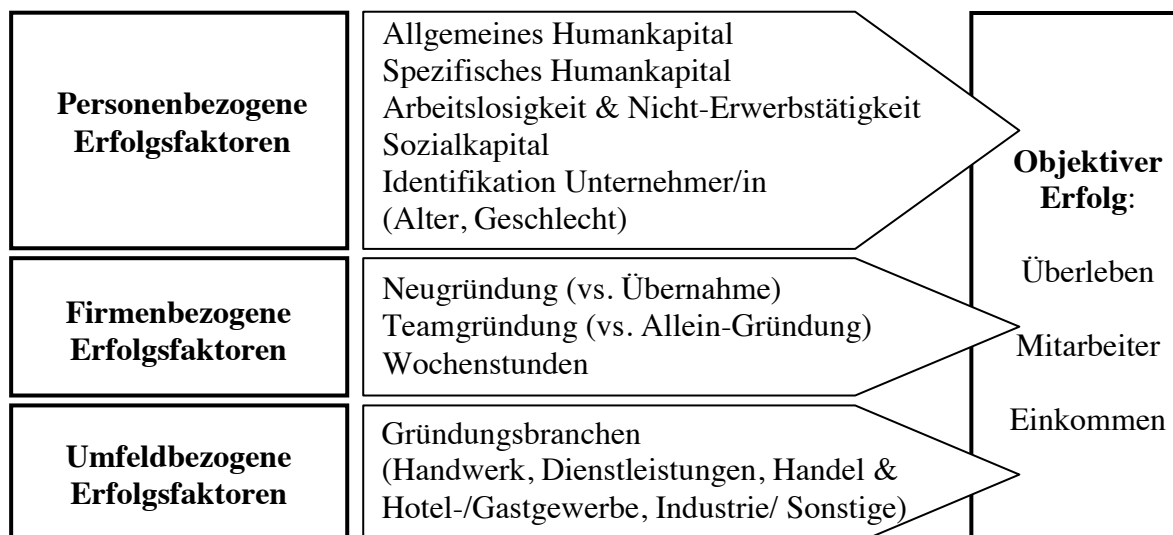 Personenbezogene
Erfolgsfaktoren
Allgemeines Humankapital
Spezifisches Humankapital
Arbeitslosigkeit & Nicht-Erwerbstätigkeit
Sozialkapital
Identifikation Unternehmer/in
(Alter, Geschlecht)
Firmenbezogene
Erfolgsfaktoren
Neugründung (vs. Übernahme)
Teamgründung (vs. Allein-Gründung)
Wochenstunden
Umfeldbezogene
Erfolgsfaktoren
Gründungsbranchen
(Handwerk, Dienstleistungen, Handel &
Hotel-/Gastgewerbe, Industrie/ Sonstige)
Objektiver
Erfolg:
Überleben
Mitarbeiter
Einkommen